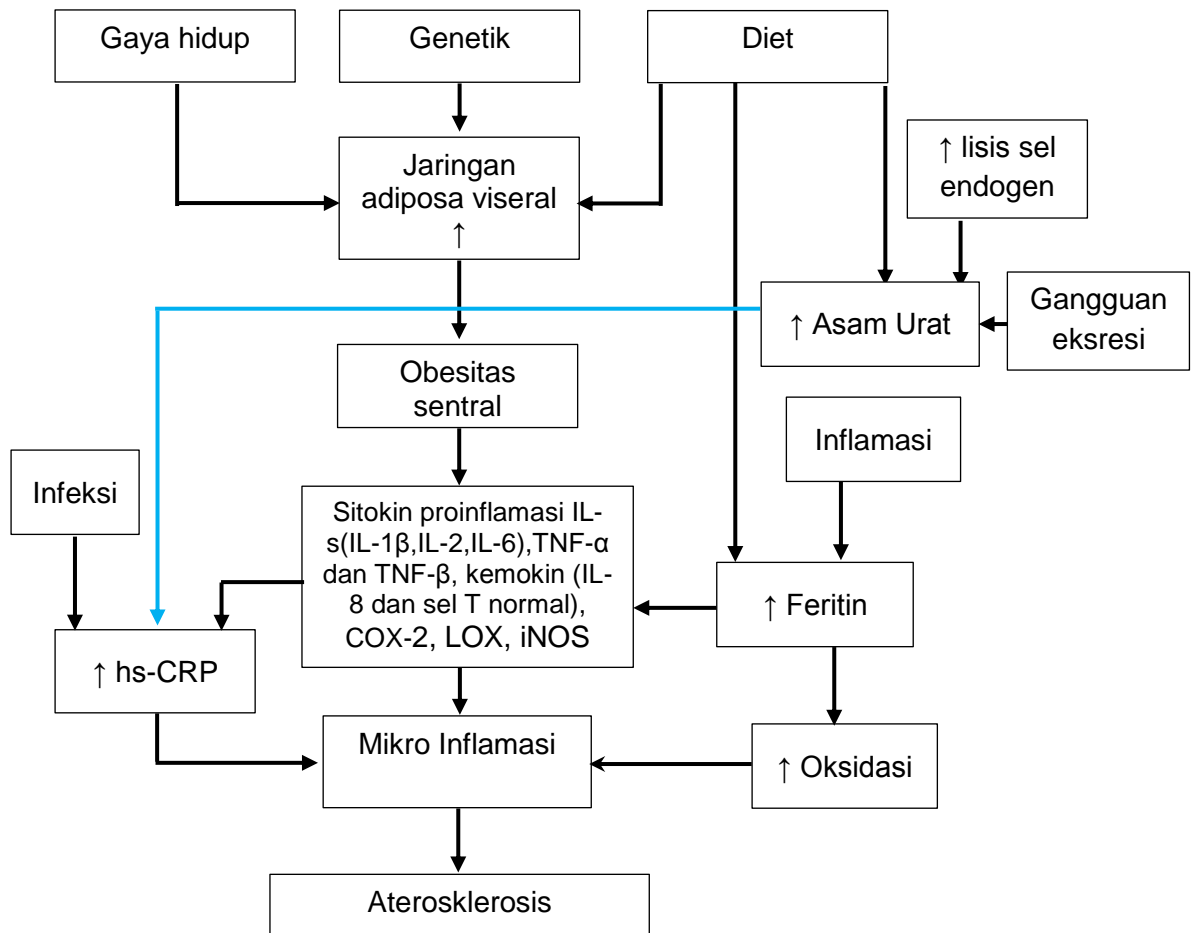 Gaya hidup
Genetik
Diet
Jaringan
adiposa viseral
↑
↑ lisis sel
endogen
↑ Asam Urat
Gangguan
eksresi
Obesitas
sentral
Inflamasi
Infeksi
Sitokin proinflamasi IL-
s(IL-1β,IL-2,IL-6),TNF-α
dan TNF-β, kemokin (IL-
8 dan sel T normal),
COX-2, LOX, iNOS
↑ Feritin
↑ hs-CRP
Mikro Inflamasi
↑ Oksidasi
Aterosklerosis